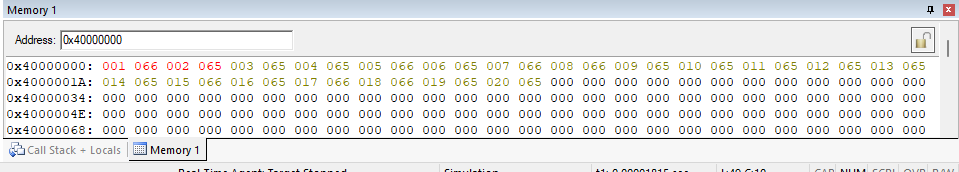 Memory 1
Address: 0x40000000
0x40000000: 001 066 002 065 003 065 004 065 005 066 006 065 007 066 008 066 009 065 010 065 011 065 012 065 013 065
0x4000001A: 014 065 015 066 016 065 017 066 018 066 019 065 020 065 000 000 000 000 000 000 000 000 000 000 000 000
0x40000034: 000 000 000 000 000 000 000 000 000 000 000 000 000 000 000 000 000 000 000 000 000 000 000 000 000 000
0x4000004E: 000 000 000 000 000 000 000 000 000 000 000 000 000 000 000 000 000 000 000 000 000 000 000 000 000 000
0x40000068: 000 000 000 000 000 000 000 000 000 000 000 000 000 000 000 000 000 000 000 000 000 000 000 000 000 000
Call Stack + Locals Memory 1